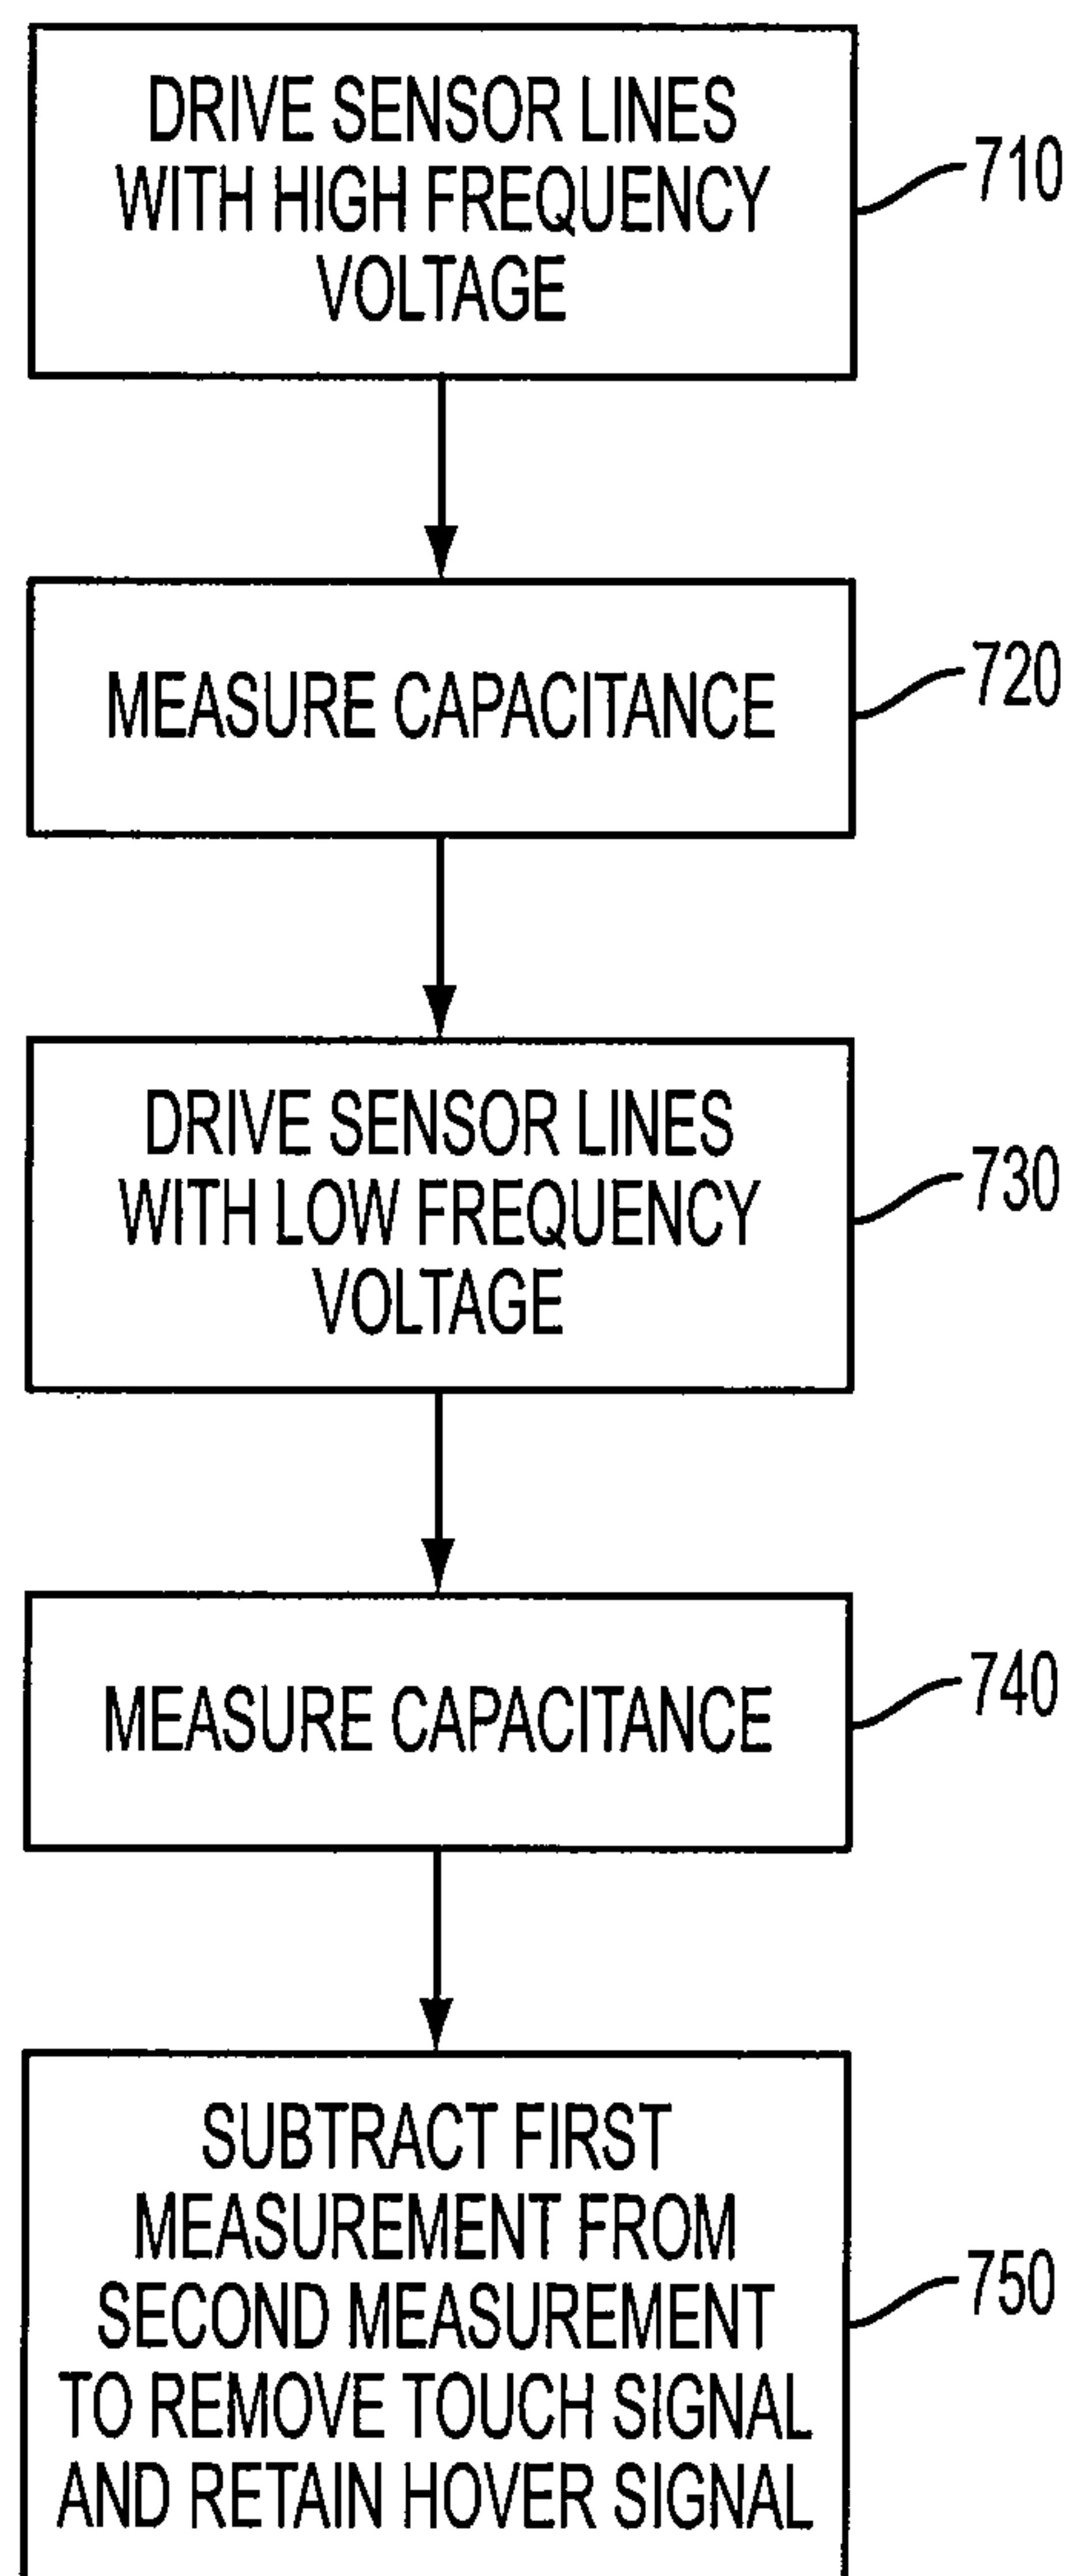 DRIVE SENSOR LINES
WITH HIGH FREQUENCY
VOLTAGE
710
MEASURE CAPACITANCE
720
DRIVE SENSOR LINES
WITH LOW FREQUENCY
VOLTAGE
730
MEASURE CAPACITANCE
740
SUBTRACT FIRST
MEASUREMENT FROM
SECOND MEASUREMENT
TO REMOVE TOUCH SIGNAL
AND RETAIN HOVER SIGNAL
750